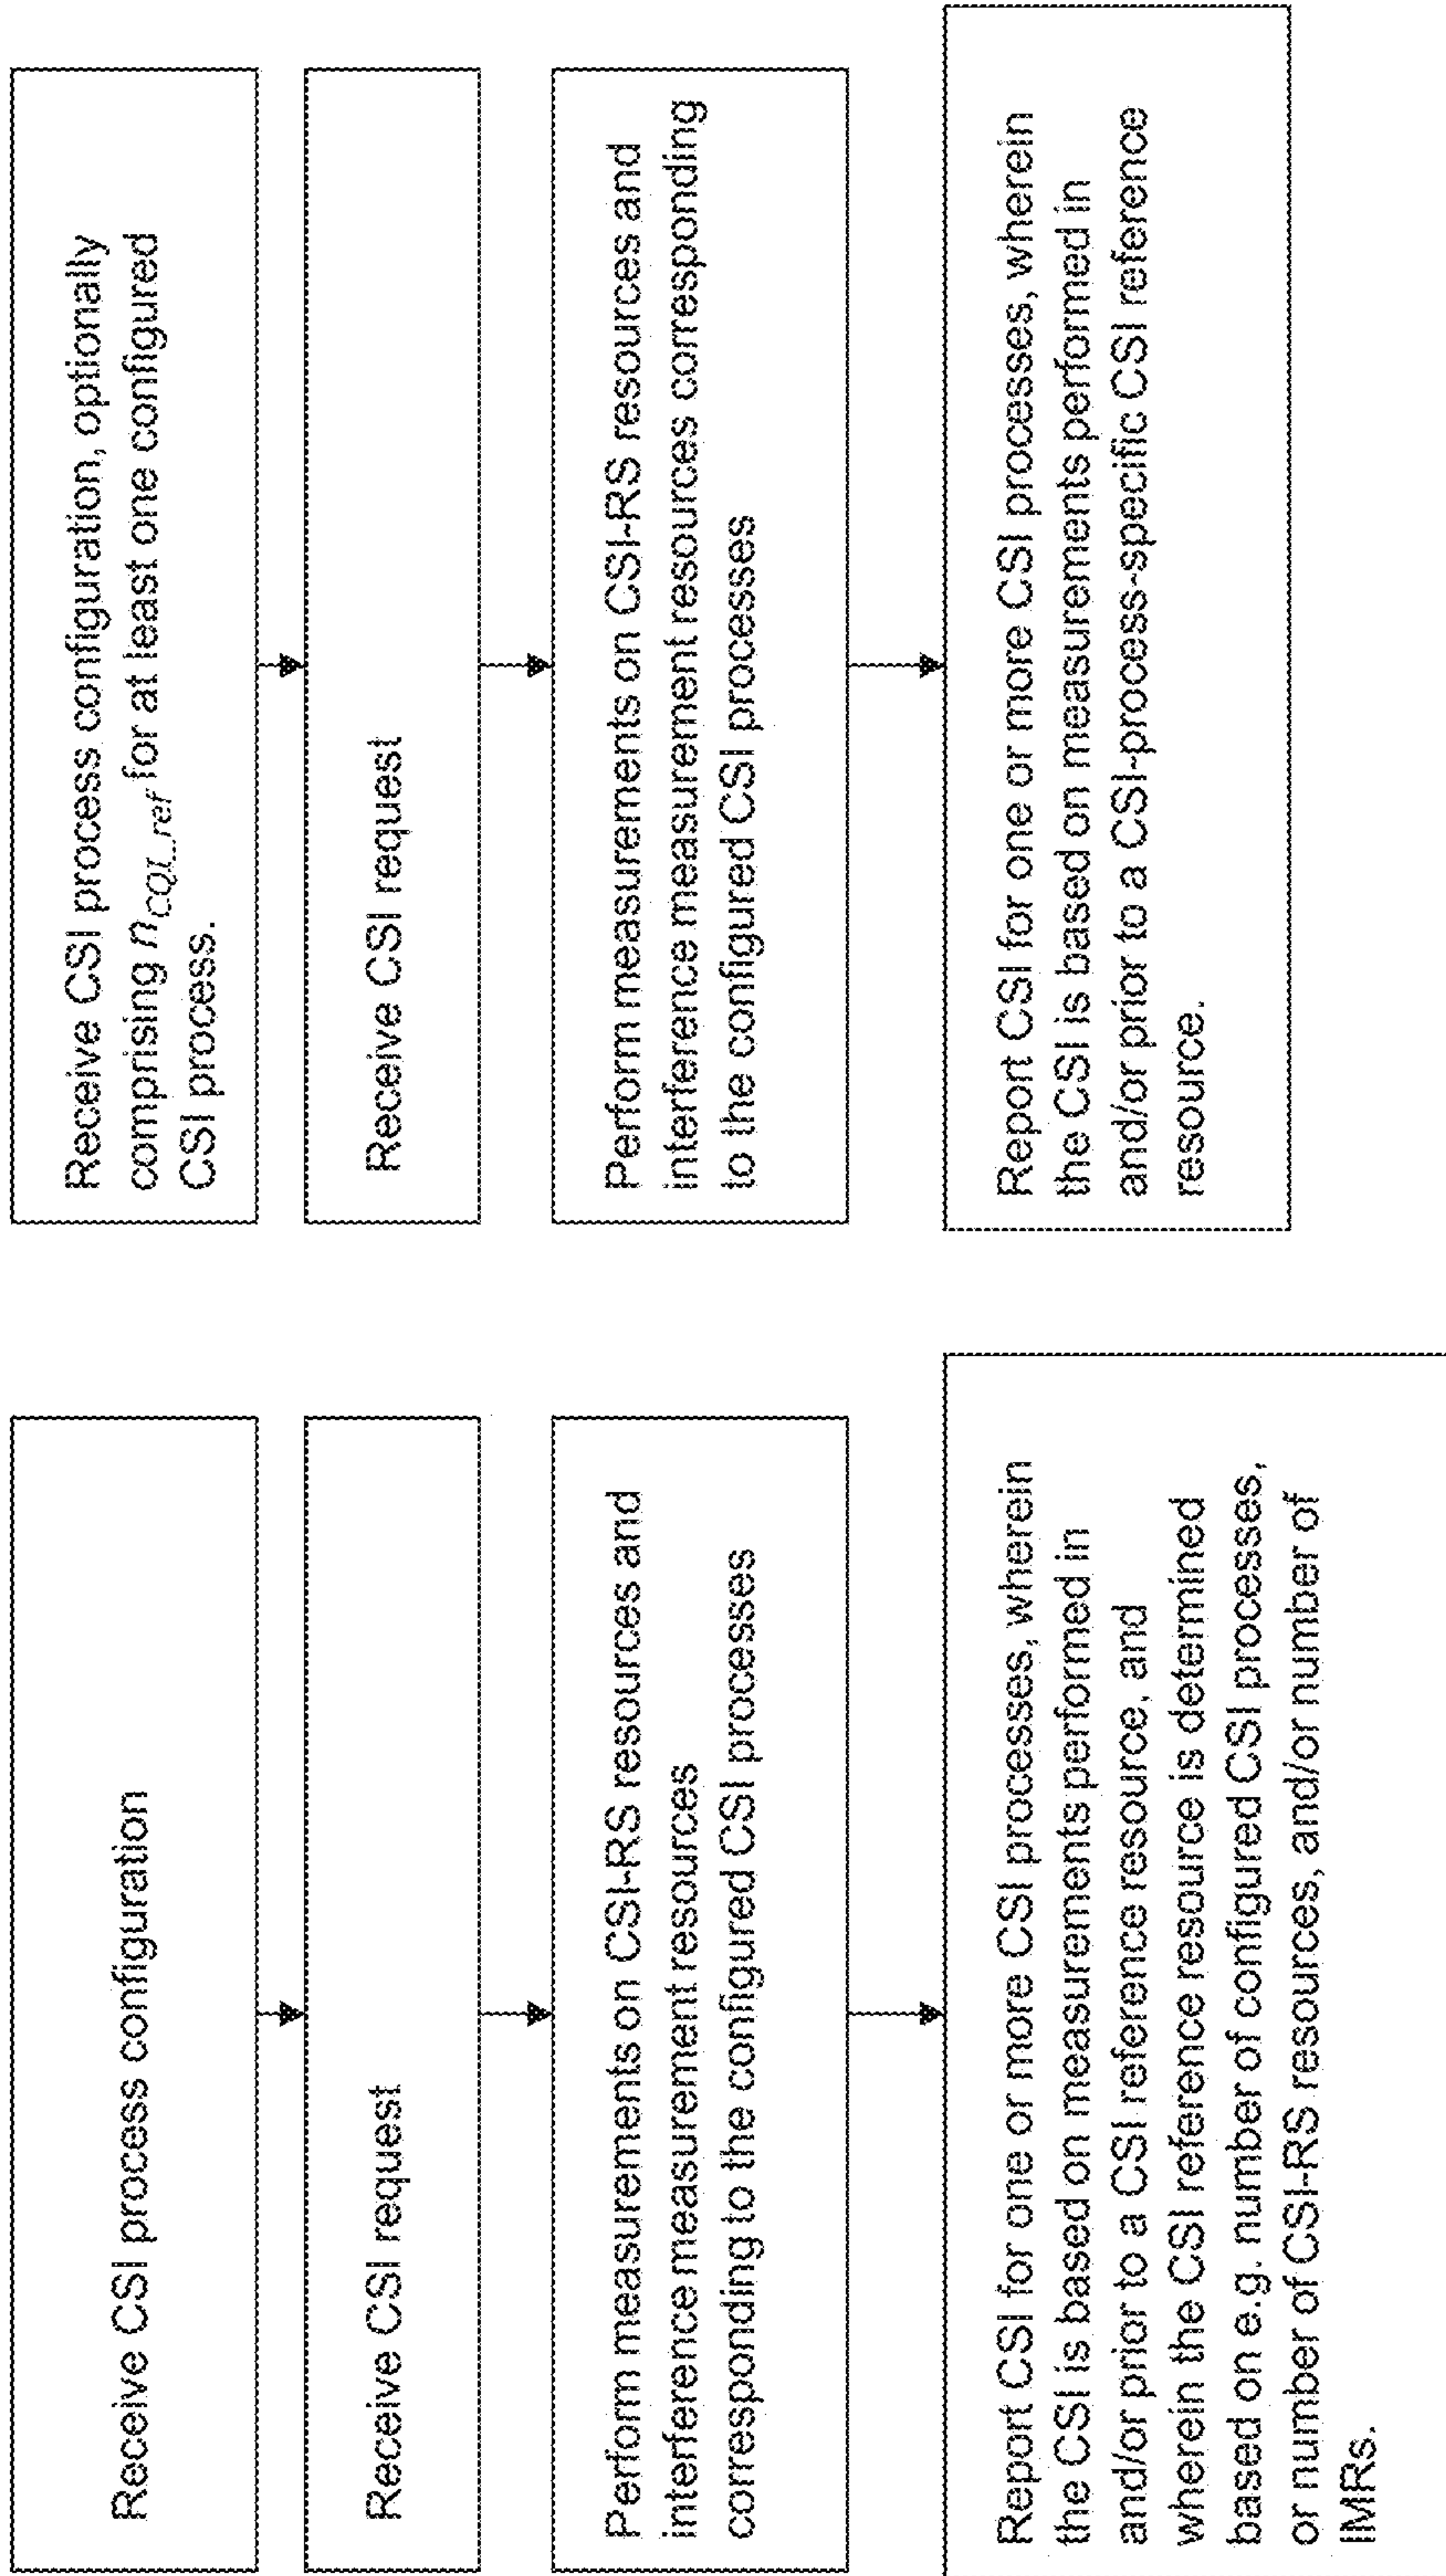 Receive CSI process configuration
Receive CSI request
Perform measurements on CSI-RS resources and
interference measurement resources
corresponding to the configured CSI processes
Report CSI for one or more CSI processes, wherein
the CSI is based on measurements performed in
and/or prior to a CSI reference resource, and
wherein the CSI reference resource is determined
based on e.g. number of configured CSI processes,
or number of CSI-RS resources, and/or number of
IMRs.
Receive CSI process configuration, optionally
comprising n_CQI_ref for at least one configured
CSI process.
Receive CSI request
Perform measurements on CSI-RS resources and
interference measurement resources corresponding
to the configured CSI processes
Report CSI for one or more CSI processes, wherein
the CSI is based on measurements performed in
and/or prior to a CSI-process-specific CSI reference
resource.